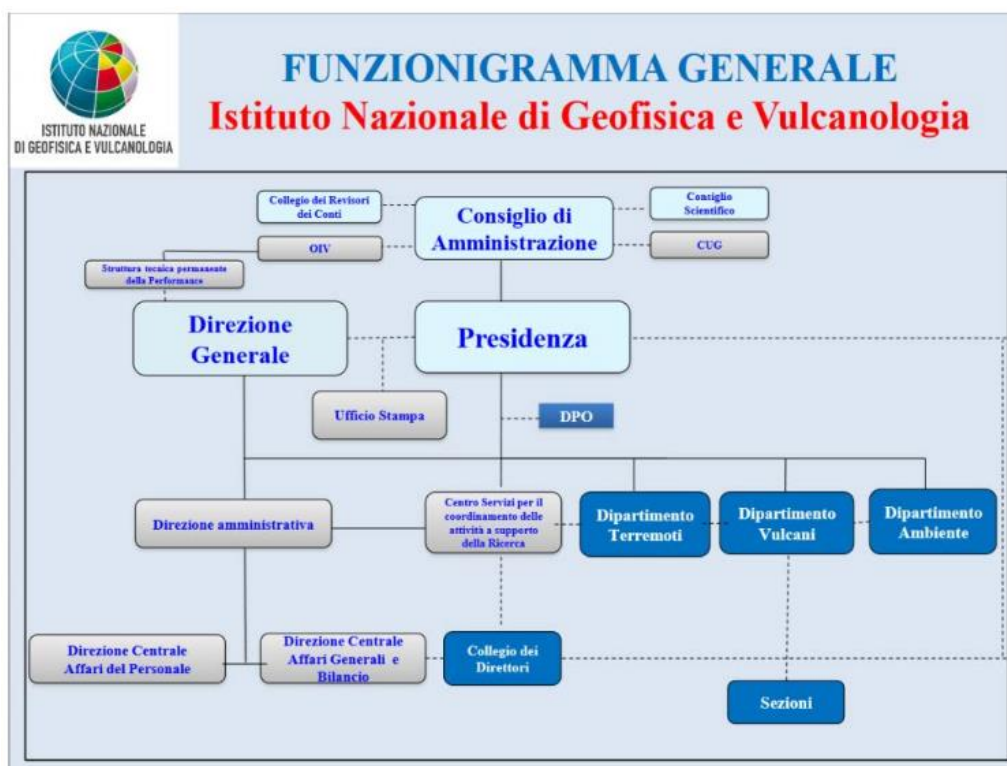 FUNZIONIGRAMMA GENERALE
Istituto Nazionale di Geofisica e Vulcanologia
ISTITUTO NAZIONALE
DI GEOFISICA E VULCANOLOGIA
Collegio dei Revisori
dei Conti
Consiglio di
Amministrazione
Consiglio
Scientifico
OIV
CUG
Struttura tecnica permanente
della Performance
Direzione
Generale
Presidenza
Ufficio Stampa
DPO
Direzione amministrativa
Centro Servizi per il
coordinamento delle
attività a supporto
della Ricerca
Dipartimento
Terremoti
Dipartimento
Vulcani
Dipartimento
Ambiente
Direzione Centrale
Affari del Personale
Direzione Centrale
Affari Generali e
Bilancio
Collegio dei
Direttori
Sezioni